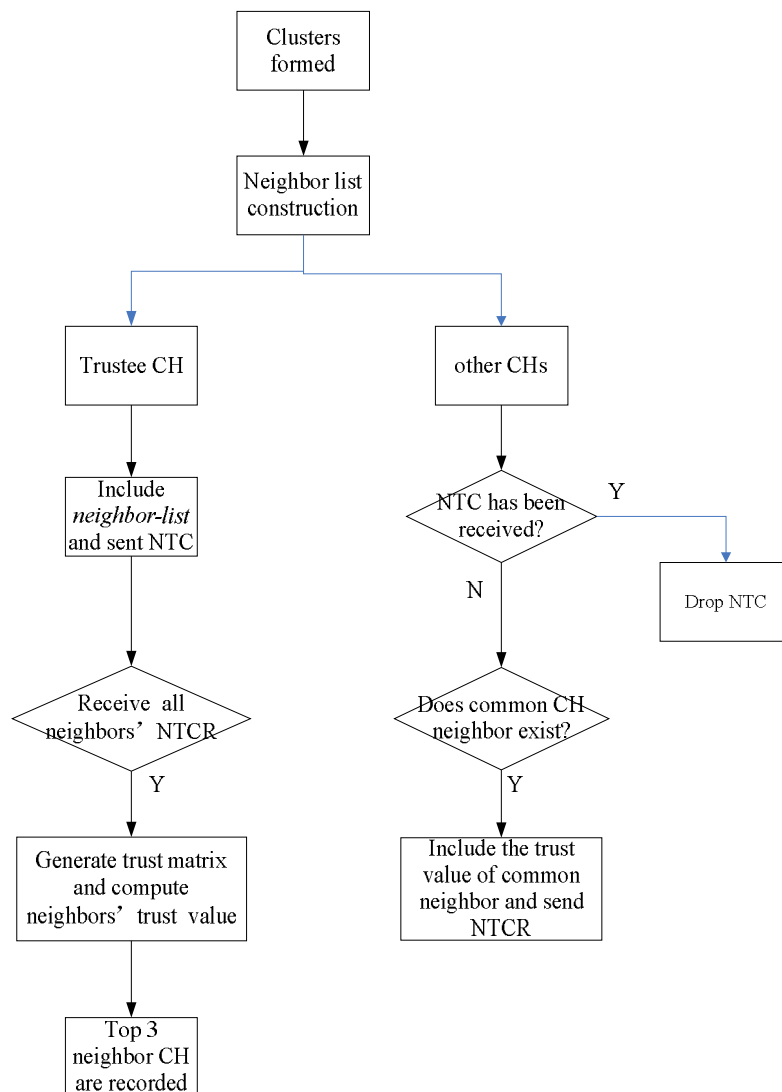 Clusters
formed
Neighbor list
construction
Trustee CH
other CHs
Include
neighbor-list
and sent NTC
NTC has been
received?
Y
Drop NTC
N
Receive all
neighbors’ NTCR
Y
Does common CH
neighbor exist?
Y
Generate trust matrix
and compute
neighbors’ trust value
Include the trust
value of common
neighbor and send
NTCR
Top 3
neighbor CH
are recorded